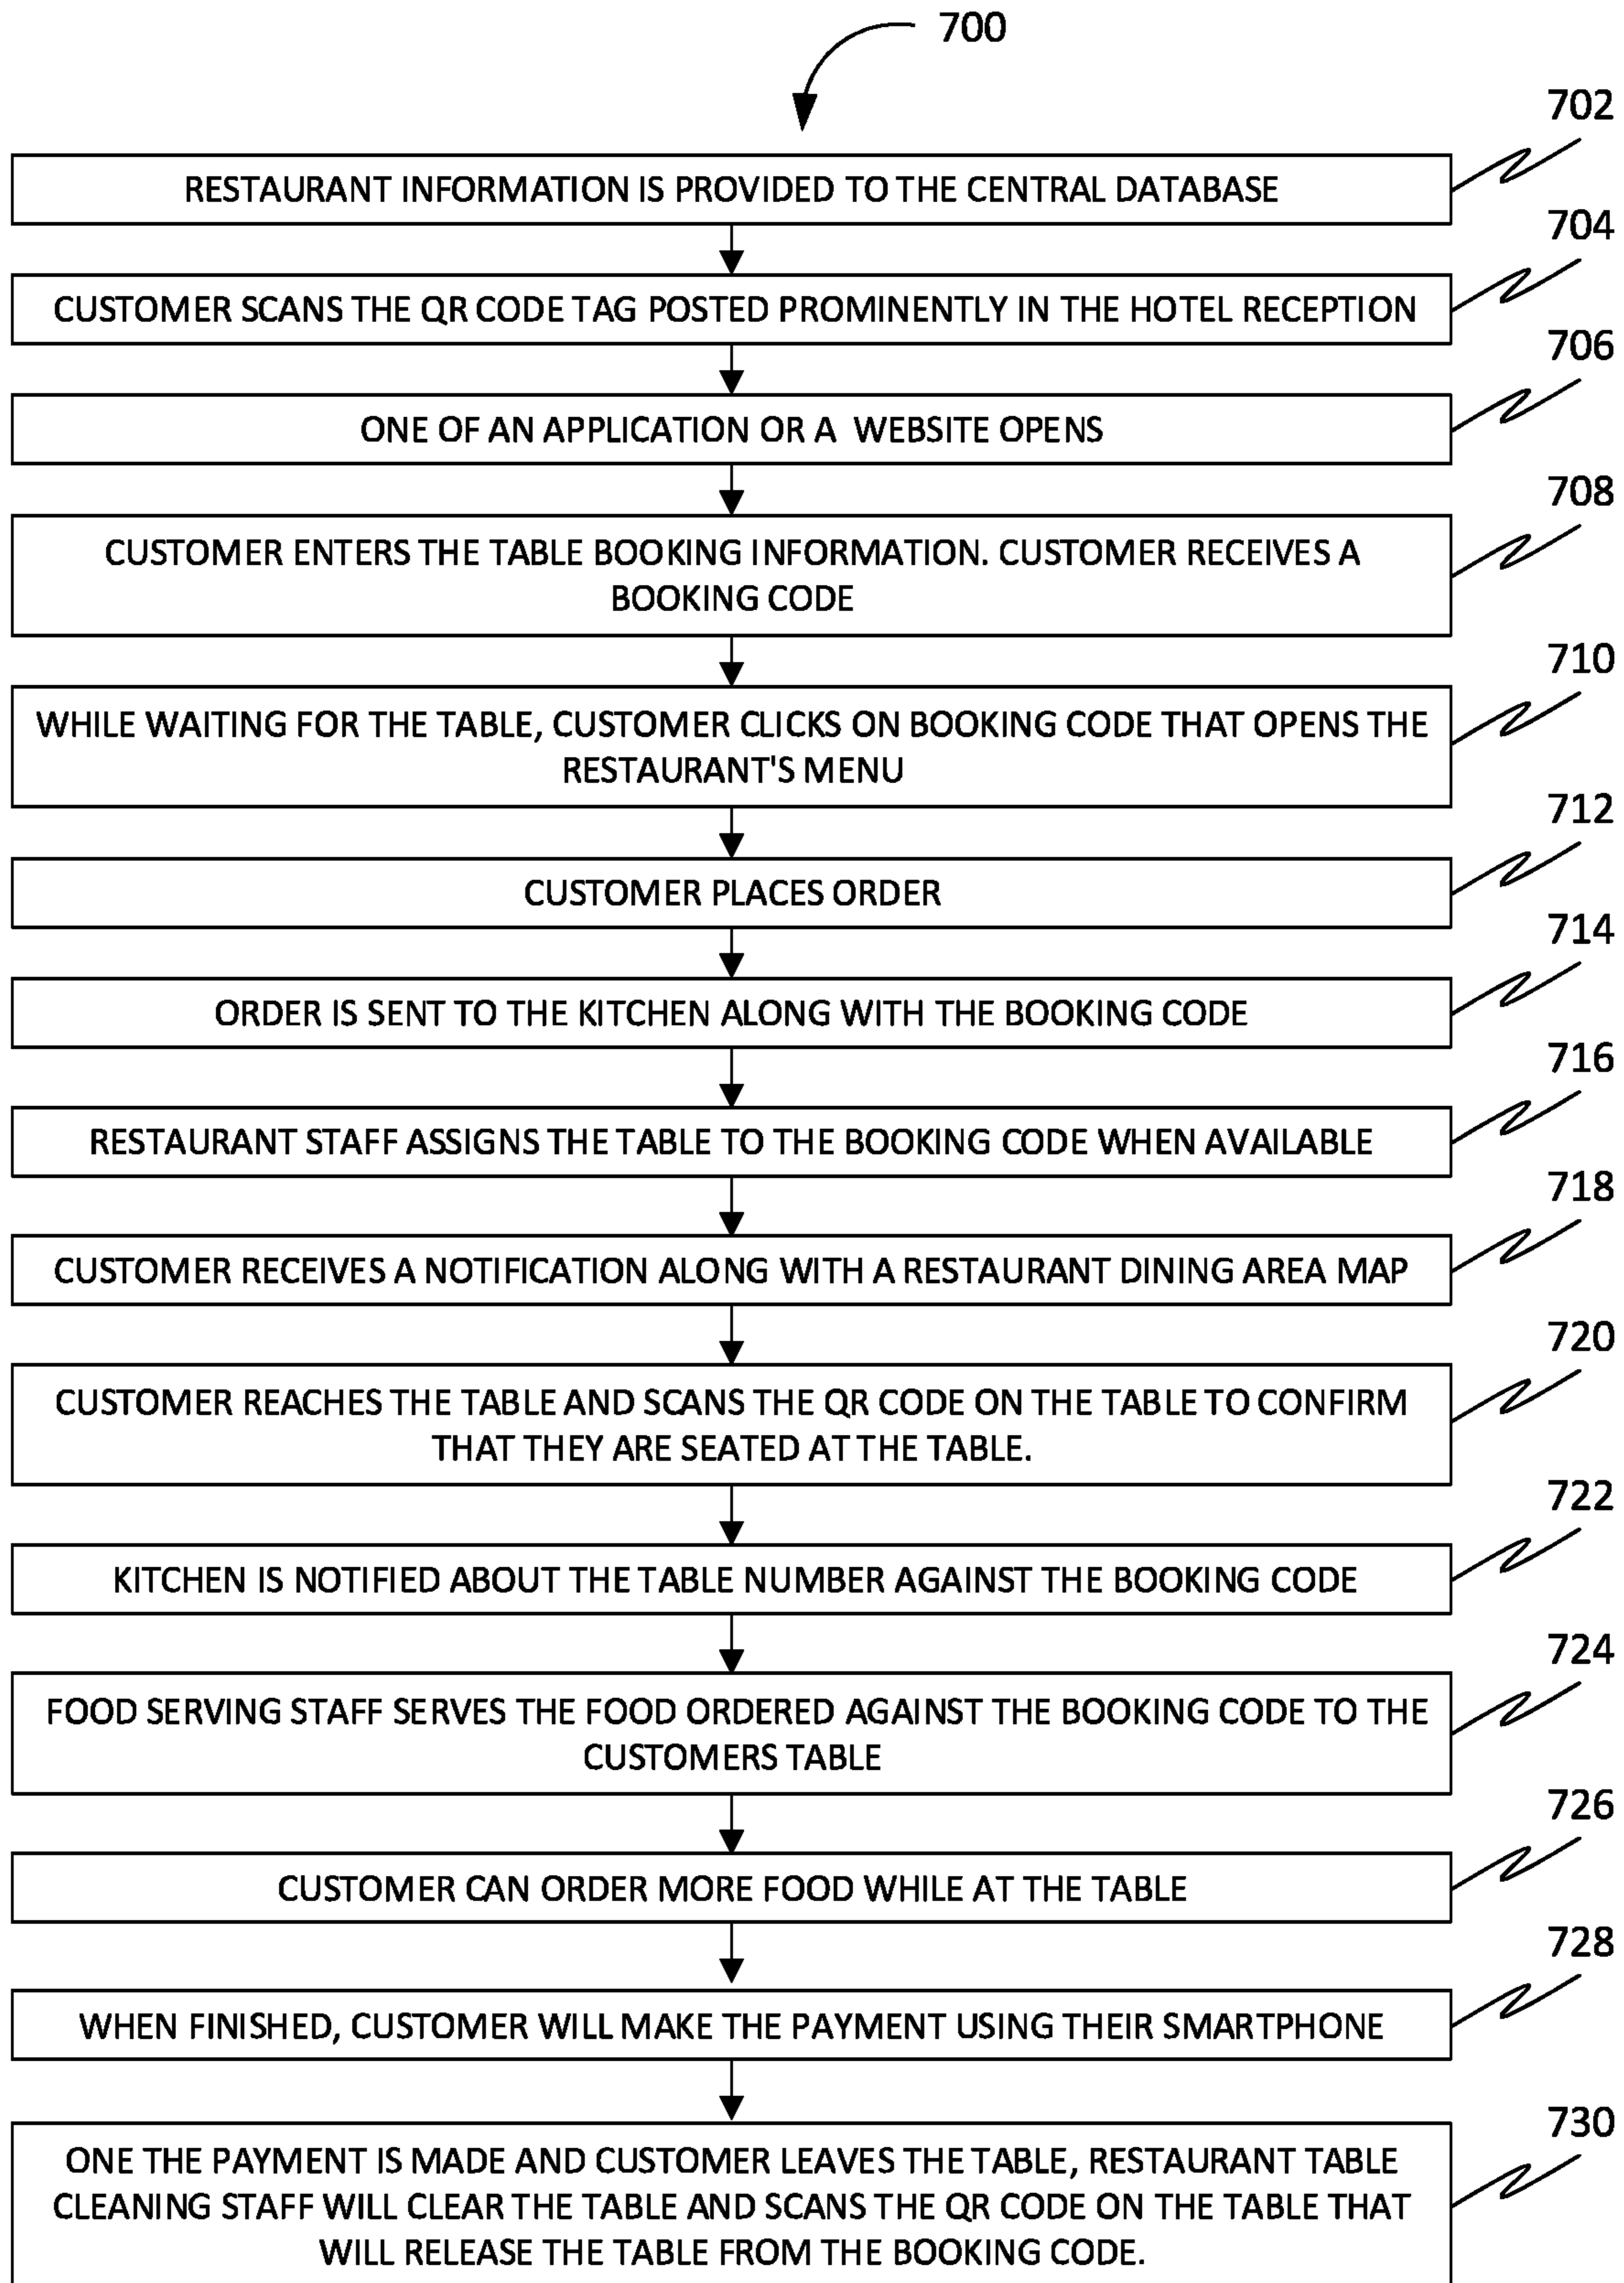 700
702
RESTAURANT INFORMATION IS PROVIDED TO THE CENTRAL DATABASE
704
CUSTOMER SCANS THE QR CODE TAG POSTED PROMINENTLY IN THE HOTEL RECEPTION
706
ONE OF AN APPLICATION OR A WEBSITE OPENS
708
CUSTOMER ENTERS THE TABLE BOOKING INFORMATION. CUSTOMER RECEIVES A
BOOKING CODE
710
WHILE WAITING FOR THE TABLE, CUSTOMER CLICKS ON BOOKING CODE THAT OPENS THE
RESTAURANT'S MENU
712
CUSTOMER PLACES ORDER
714
ORDER IS SENT TO THE KITCHEN ALONG WITH THE BOOKING CODE
716
RESTAURANT STAFF ASSIGNS THE TABLE TO THE BOOKING CODE WHEN AVAILABLE
718
CUSTOMER RECEIVES A NOTIFICATION ALONG WITH A RESTAURANT DINING AREA MAP
720
CUSTOMER REACHES THE TABLE AND SCANS THE QR CODE ON THE TABLE TO CONFIRM
THAT THEY ARE SEATED AT THE TABLE.
722
KITCHEN IS NOTIFIED ABOUT THE TABLE NUMBER AGAINST THE BOOKING CODE
724
FOOD SERVING STAFF SERVES THE FOOD ORDERED AGAINST THE BOOKING CODE TO THE
CUSTOMERS TABLE
726
CUSTOMER CAN ORDER MORE FOOD WHILE AT THE TABLE
728
WHEN FINISHED, CUSTOMER WILL MAKE THE PAYMENT USING THEIR SMARTPHONE
730
ONE THE PAYMENT IS MADE AND CUSTOMER LEAVES THE TABLE, RESTAURANT TABLE
CLEANING STAFF WILL CLEAR THE TABLE AND SCANS THE QR CODE ON THE TABLE THAT
WILL RELEASE THE TABLE FROM THE BOOKING CODE.